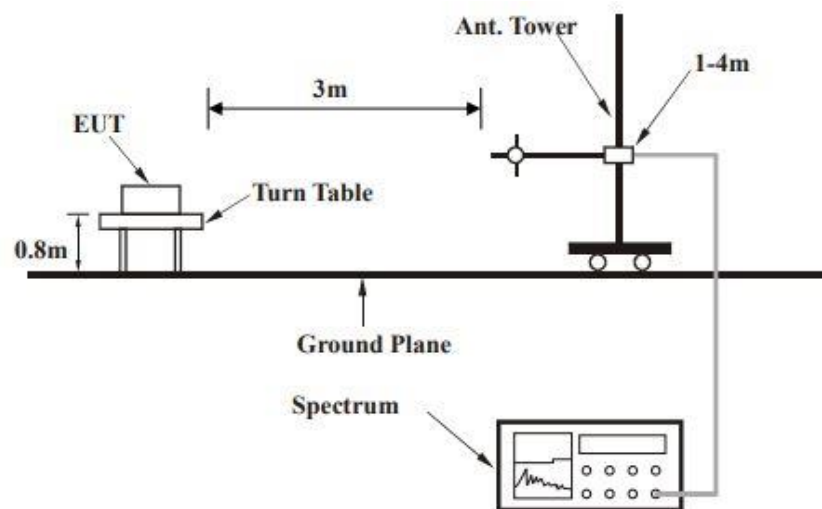 Ant. Tower
1-4m
3m
EUT
Turn Table
0.8m
Ground Plane
Spectrum